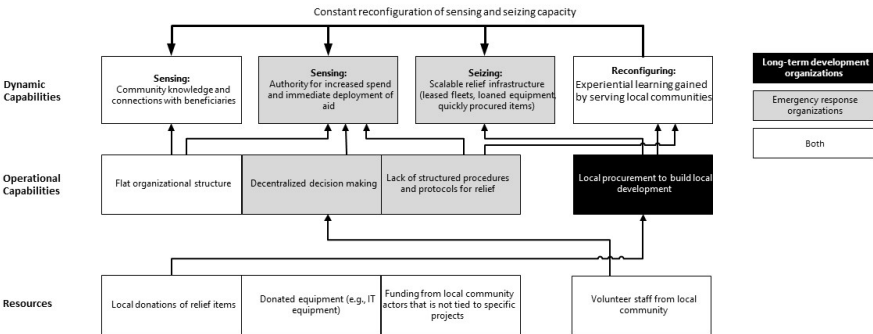 Constant reconfiguration of sensing and seizing capacity
Dynamic
Capabilities
Sensing:
Community knowledge and
connections with beneficiaries
Sensing:
Authority for increased spend
and immediate deployment of
aid
Seizing:
Scalable relief infrastructure
(leased fleets, loaned equipment,
quickly procured items)
Reconfiguring:
Experiential learning gained
by serving local communities
Long-term development
organizations
Emergency response
organizations
Both
Operational
Capabilities
Flat organizational structure
Decentralized decision making
Lack of structured procedures
and protocols for relief
Local procurement to build local
development
Resources
Local donations of relief items
Donated equipment (e.g., IT
equipment)
Funding from local community
actors that is not tied to specific
projects
Volunteer staff from local
community